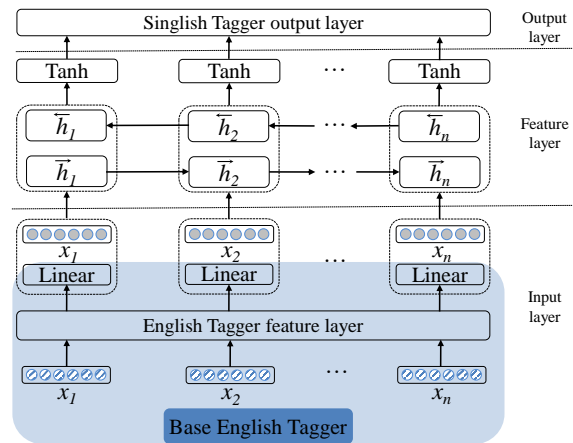 Singlish Tagger output layer
Output layer
Tanh Tanh ... Tanh
Feature layer
←h₁ ←h₂ ... ←hₙ
→h₁ →h₂ ... →hₙ
x₁ x₂ xₙ
Linear Linear ... Linear
Input layer
English Tagger feature layer
x₁ x₂ ... xₙ
Base English Tagger